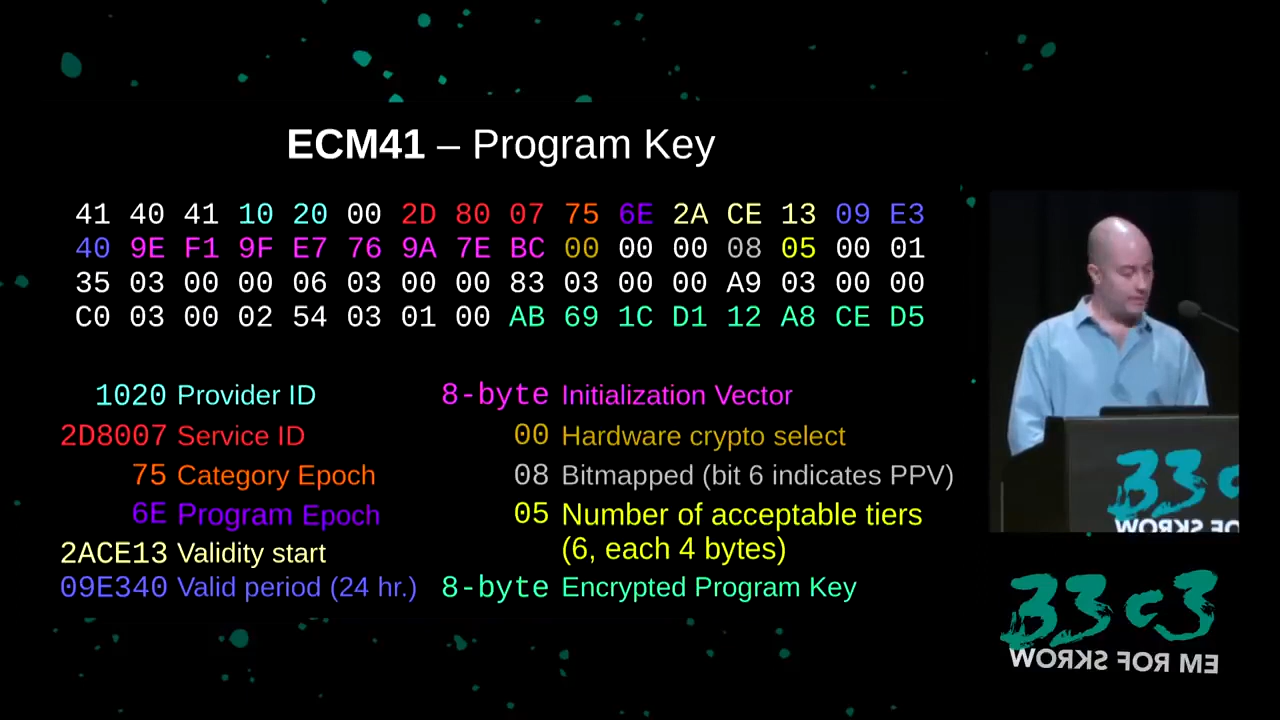 ECM41 – Program Key
41 40 41 10 20 00 2D 80 07 75 6E 2A CE 13 09 E3
40 9E F1 9F E7 76 9A 7E BC 00 00 00 08 05 00 01
35 03 00 00 06 03 00 00 83 03 00 00 A9 03 00 00
C0 03 00 02 54 03 01 00 AB 69 1C D1 12 A8 CE D5
1020 Provider ID
2D8007 Service ID
75 Category Epoch
6E Program Epoch
2ACE13 Validity start
09E340 Valid period (24 hr.)
8-byte Initialization Vector
00 Hardware crypto select
08 Bitmapped (bit 6 indicates PPV)
05 Number of acceptable tiers
(6, each 4 bytes)
8-byte Encrypted Program Key
33c
WORKS FOR
33c3
WORKS FOR ME